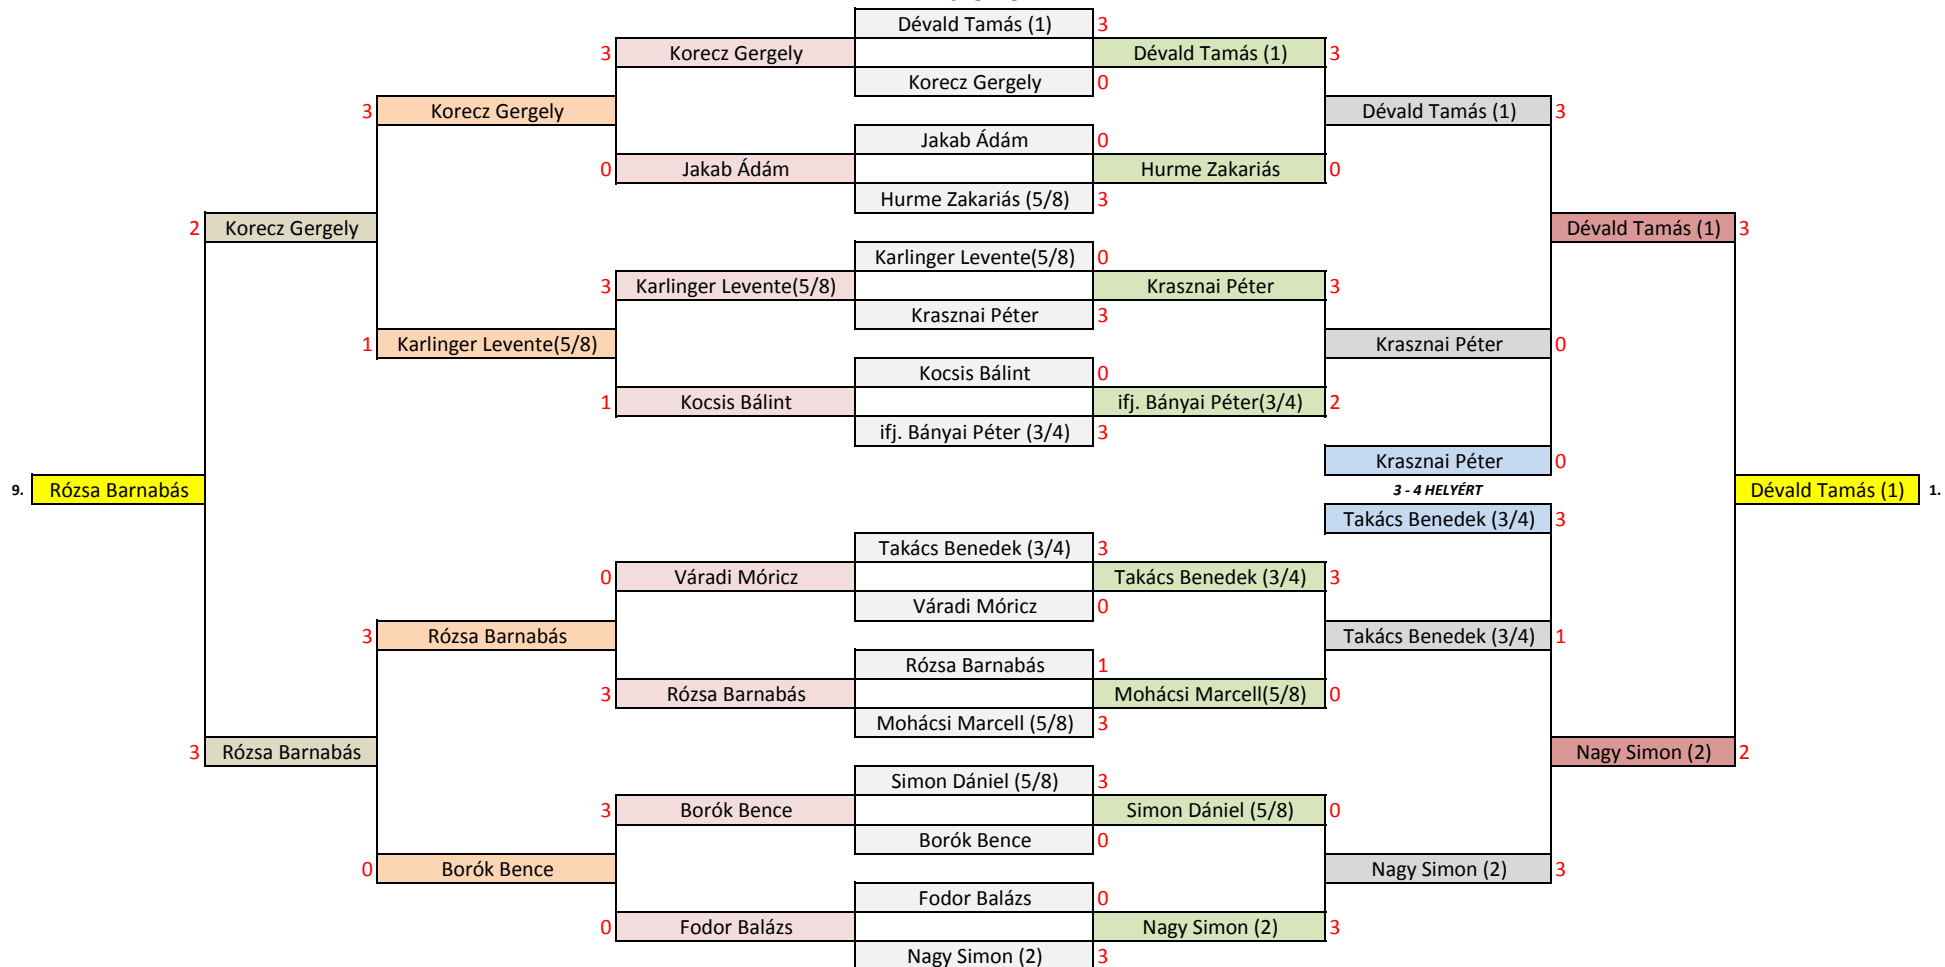 Dévald Tamás (1) 3
3 Korecz Gergely Dévald Tamás (1) 3
Korecz Gergely 0
3 Korecz Gergely Dévald Tamás (1) 3
Jakab Ádám 0
0 Jakab Ádám Hurme Zakariás 0
Hurme Zakariás (5/8) 3
2 Korecz Gergely Dévald Tamás (1) 3
Karlinger Levente(5/8) 0
3 Karlinger Levente(5/8) Krasznai Péter 3
Krasznai Péter 3
1 Karlinger Levente(5/8) Krasznai Péter 0
Kocsis Bálint 0
1 Kocsis Bálint ifj. Bányai Péter(3/4) 2
ifj. Bányai Péter (3/4) 3
Krasznai Péter 0
9. Rózsa Barnabás 3 - 4 HELYÉRT Dévald Tamás (1) 1.
Takács Benedek (3/4) 3
Takács Benedek (3/4) 3
0 Váradi Móricz Takács Benedek (3/4) 3
Váradi Móricz 0
3 Rózsa Barnabás Takács Benedek (3/4) 1
Rózsa Barnabás 1
3 Rózsa Barnabás Mohácsi Marcell(5/8) 0
Mohácsi Marcell (5/8) 3
3 Rózsa Barnabás Nagy Simon (2) 2
Simon Dániel (5/8) 3
3 Borók Bence Simon Dániel (5/8) 0
Borók Bence 0
0 Borók Bence Nagy Simon (2) 3
Fodor Balázs 0
0 Fodor Balázs Nagy Simon (2) 3
Nagy Simon (2) 3